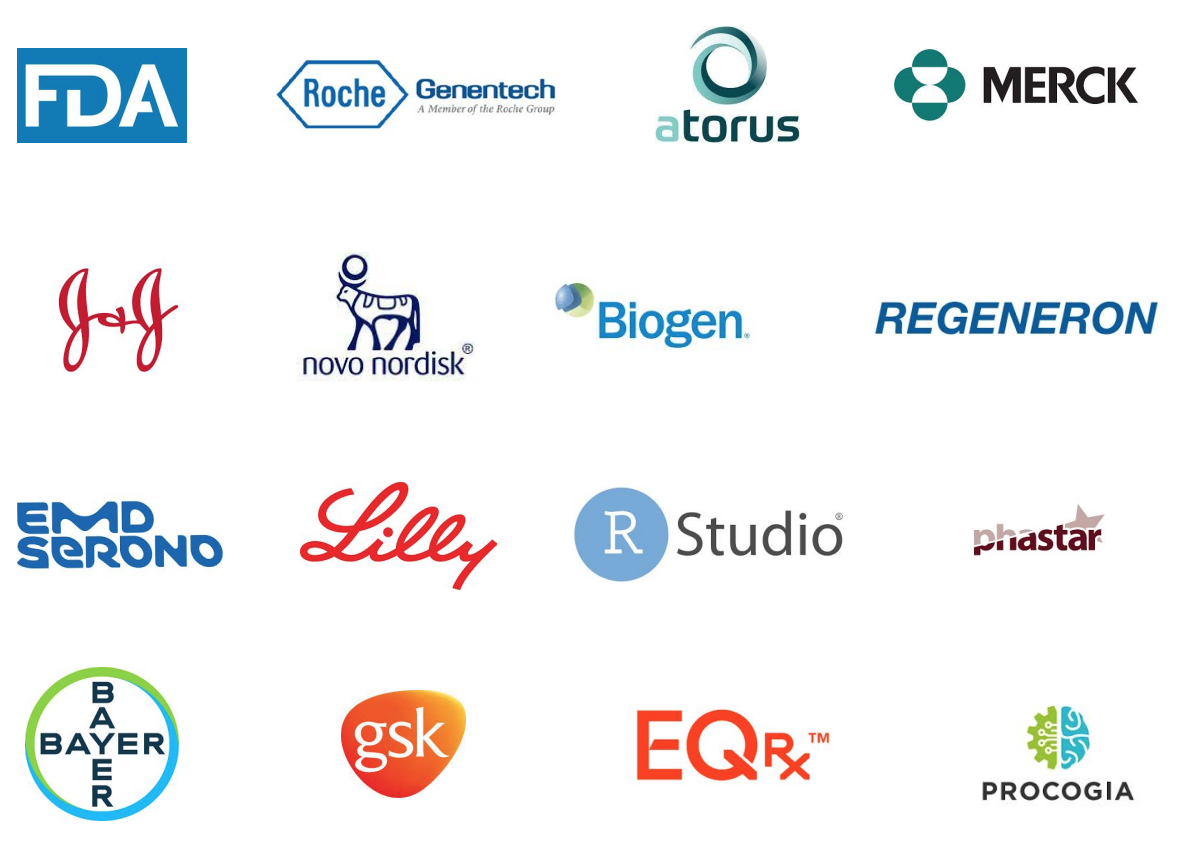 FDA
Roche
Genentech
A Member of the Roche Group
atorus
MERCK
J&J
novo nordisk®
Biogen®
REGENERON
EMD
SERONO
Lilly
R Studio®
phastar
BAYER
BAYER
gsk
EQRx™
PROCOGIA